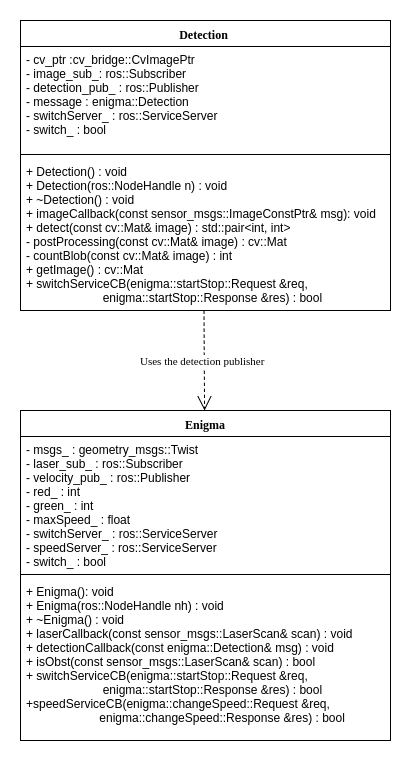 Detection
- cv_ptr :cv_bridge::CvImagePtr
- image_sub_: ros::Subscriber
- detection_pub_ : ros::Publisher
- message : enigma::Detection
- switchServer_ : ros::ServiceServer
- switch_ : bool
+ Detection() : void
+ Detection(ros::NodeHandle n) : void
+ ~Detection() : void
+ imageCallback(const sensor_msgs::ImageConstPtr& msg): void
+ detect(const cv::Mat& image) : std::pair<int, int>
- postProcessing(const cv::Mat& image) : cv::Mat
- countBlob(const cv::Mat& image) : int
+ getImage() : cv::Mat
+ switchServiceCB(enigma::startStop::Request &req,
enigma::startStop::Response &res) : bool
Uses the detection publisher
Enigma
- msgs_ : geometry_msgs::Twist
- laser_sub_ : ros::Subscriber
- velocity_pub_ : ros::Publisher
- red_ : int
- green_ : int
- maxSpeed_ : float
- switchServer_ : ros::ServiceServer
- speedServer_ : ros::ServiceServer
- switch_ : bool
+ Enigma(): void
+ Enigma(ros::NodeHandle nh) : void
+ ~Enigma() : void
+ laserCallback(const sensor_msgs::LaserScan& scan) : void
+ detectionCallback(const enigma::Detection& msg) : void
+ isObst(const sensor_msgs::LaserScan& scan) : bool
+ switchServiceCB(enigma::startStop::Request &req,
enigma::startStop::Response &res) : bool
+speedServiceCB(enigma::changeSpeed::Request &req,
enigma::changeSpeed::Response &res) : bool